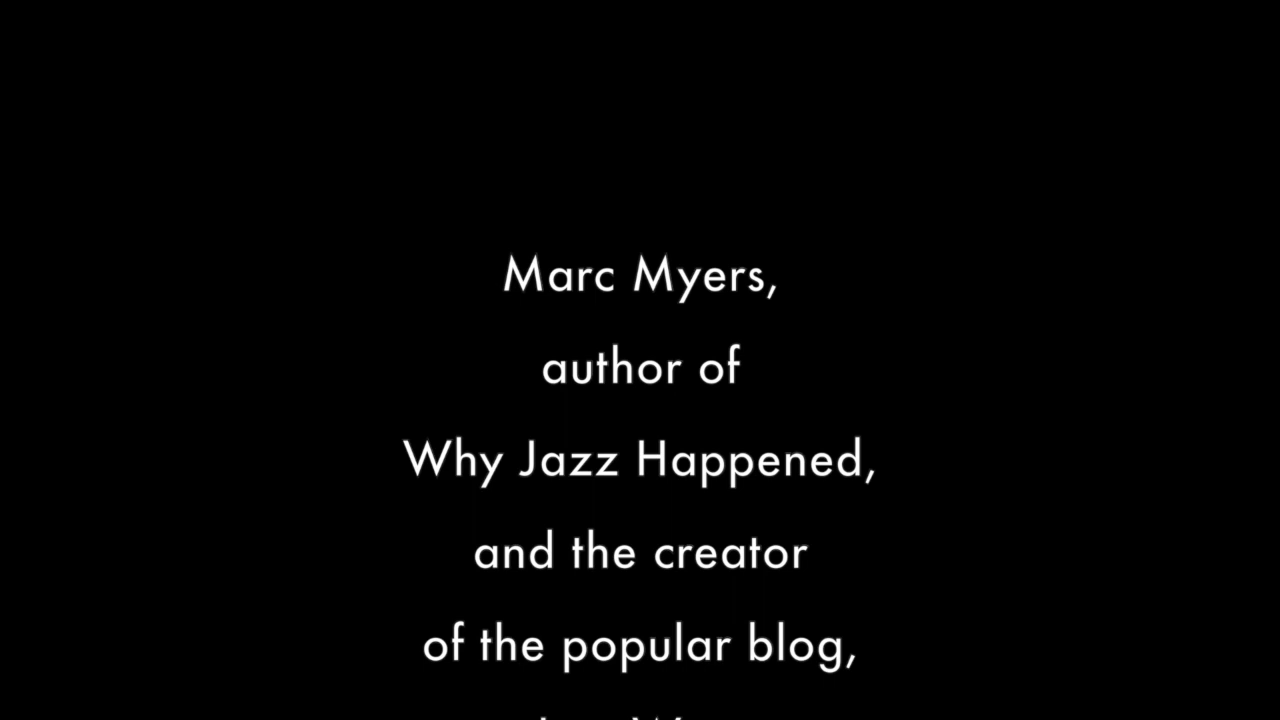 Marc Myers,
author of
Why Jazz Happened,
and the creator
of the popular blog,